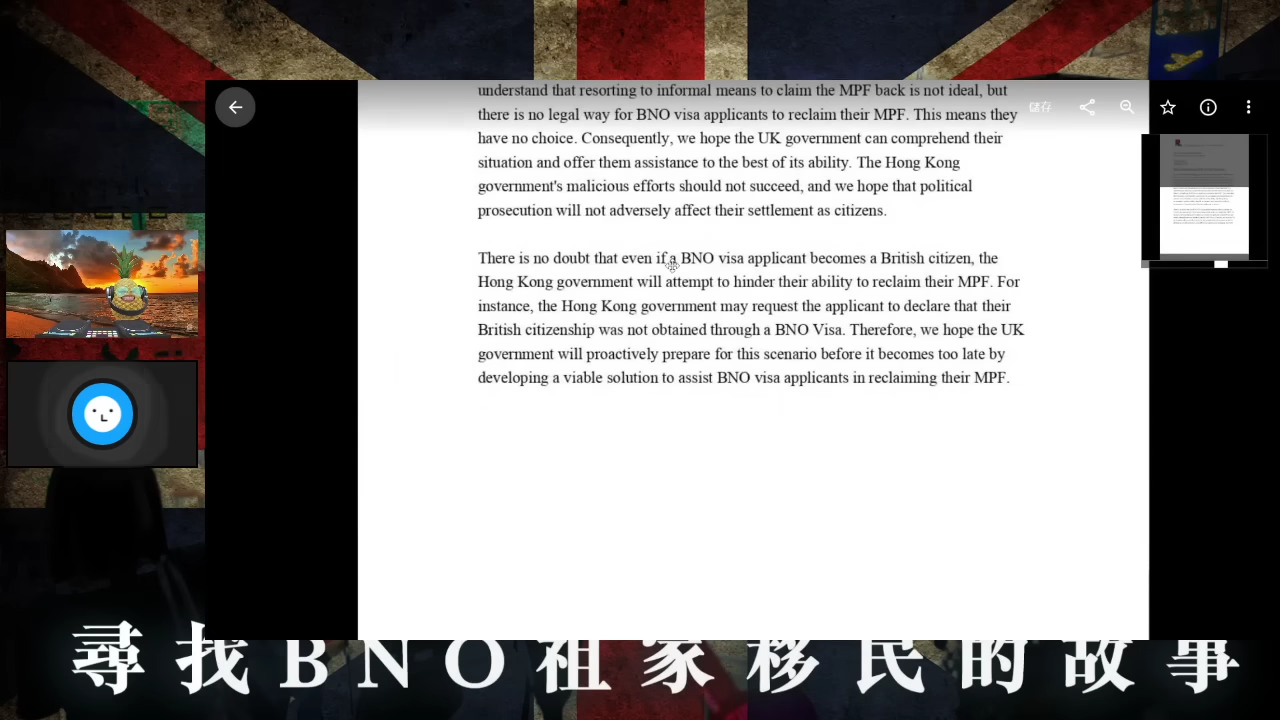 understand that resorting to informal means to claim the MPF back is not ideal, but
儲存
there is no legal way for BNO visa applicants to reclaim their MPF. This means they
have no choice. Consequently, we hope the UK government can comprehend their
situation and offer them assistance to the best of its ability. The Hong Kong
government's malicious efforts should not succeed, and we hope that political
prosecution will not adversely affect their settlement as citizens.
There is no doubt that even if a BNO visa applicant becomes a British citizen, the
Hong Kong government will attempt to hinder their ability to reclaim their MPF. For
instance, the Hong Kong government may request the applicant to declare that their
British citizenship was not obtained through a BNO Visa. Therefore, we hope the UK
government will proactively prepare for this scenario before it becomes too late by
developing a viable solution to assist BNO visa applicants in reclaiming their MPF.
尋找BNO祖家移民的故事